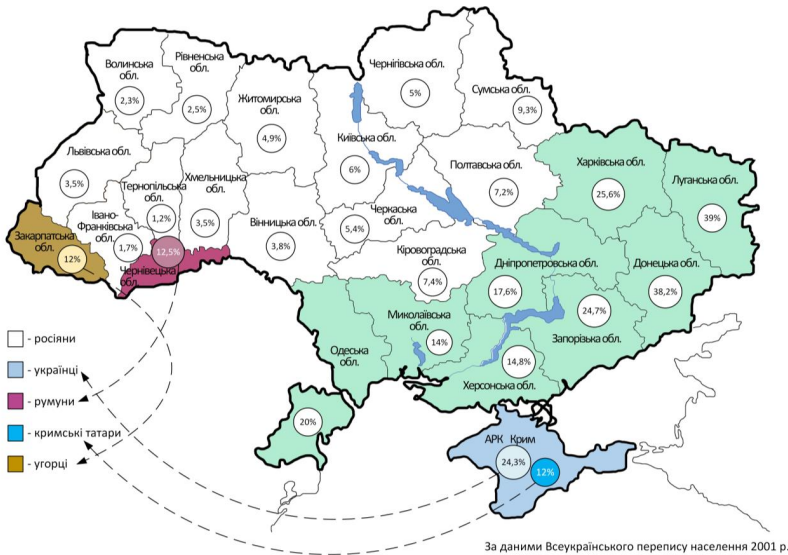 Волинська
обл.
2,3%
Рівненська
обл.
2,5%
Житомирська
обл.
4,9%
Чернігівська
обл.
5%
Сумська обл.
9,3%
Київська обл.
6%
Львівська обл.
3,5%
Тернопільська
обл.
1,2%
Хмельницька
обл.
3,5%
Полтавська обл.
7,2%
Харківська
обл.
25,6%
Луганська
обл.
39%
Івано-
Франківська
обл.
1,7%
Закарпатська
обл.
12%
Чернівецька
обл.
12,5%
Вінницька обл.
3,8%
Черкаська
обл.
5,4%
Кіровоградська
обл.
7,4%
Дніпропетровська обл.
17,6%
Донецька обл.
38,2%
Запорізька обл.
24,7%
Миколаївська
обл.
14%
Одеська
обл.
20%
Херсонська обл.
14,8%
АРК Крим
24,3%
12%
- росіяни
- українці
- румуни
- кримські татари
- угорці
За даними Всеукраїнського перепису населення 2001 р.